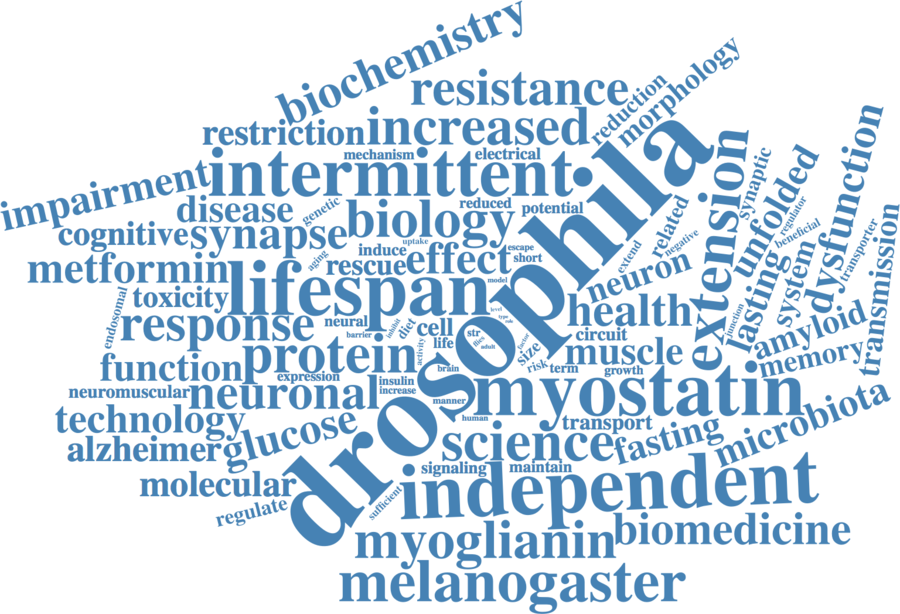 biochemistry
resistance
reduction
morphology
restriction
increased
mechanism
electrical
intermittent
impairment
drosophila
disease
genetic
biology
reduced
potential
extension
synaptic
unfolded
dysfunction
related
regulator
cognitive
synapse
uptake
induce
effect
escape
short
negative
beneficial
transporter
aging
metformin
rescue
extend
neuron
lasting
system
transmission
lifespan
model
endosomal
toxicity
health
level
type
role
junction
response
neural
barrier
inhibit
diet
cell
life
str
flies
adult
circuit
amyloid
function
protein
activity
factor
size
risk
muscle
memory
term
growth
brain
expression
insulin
increase
neuromuscular
neuronal
manner
myostatin
human
technology
glucose
transport
microbiota
alzheimer
science
fasting
signaling
maintain
molecular
independent
sufficient
regulate
myoglianin
biomedicine
melanogaster